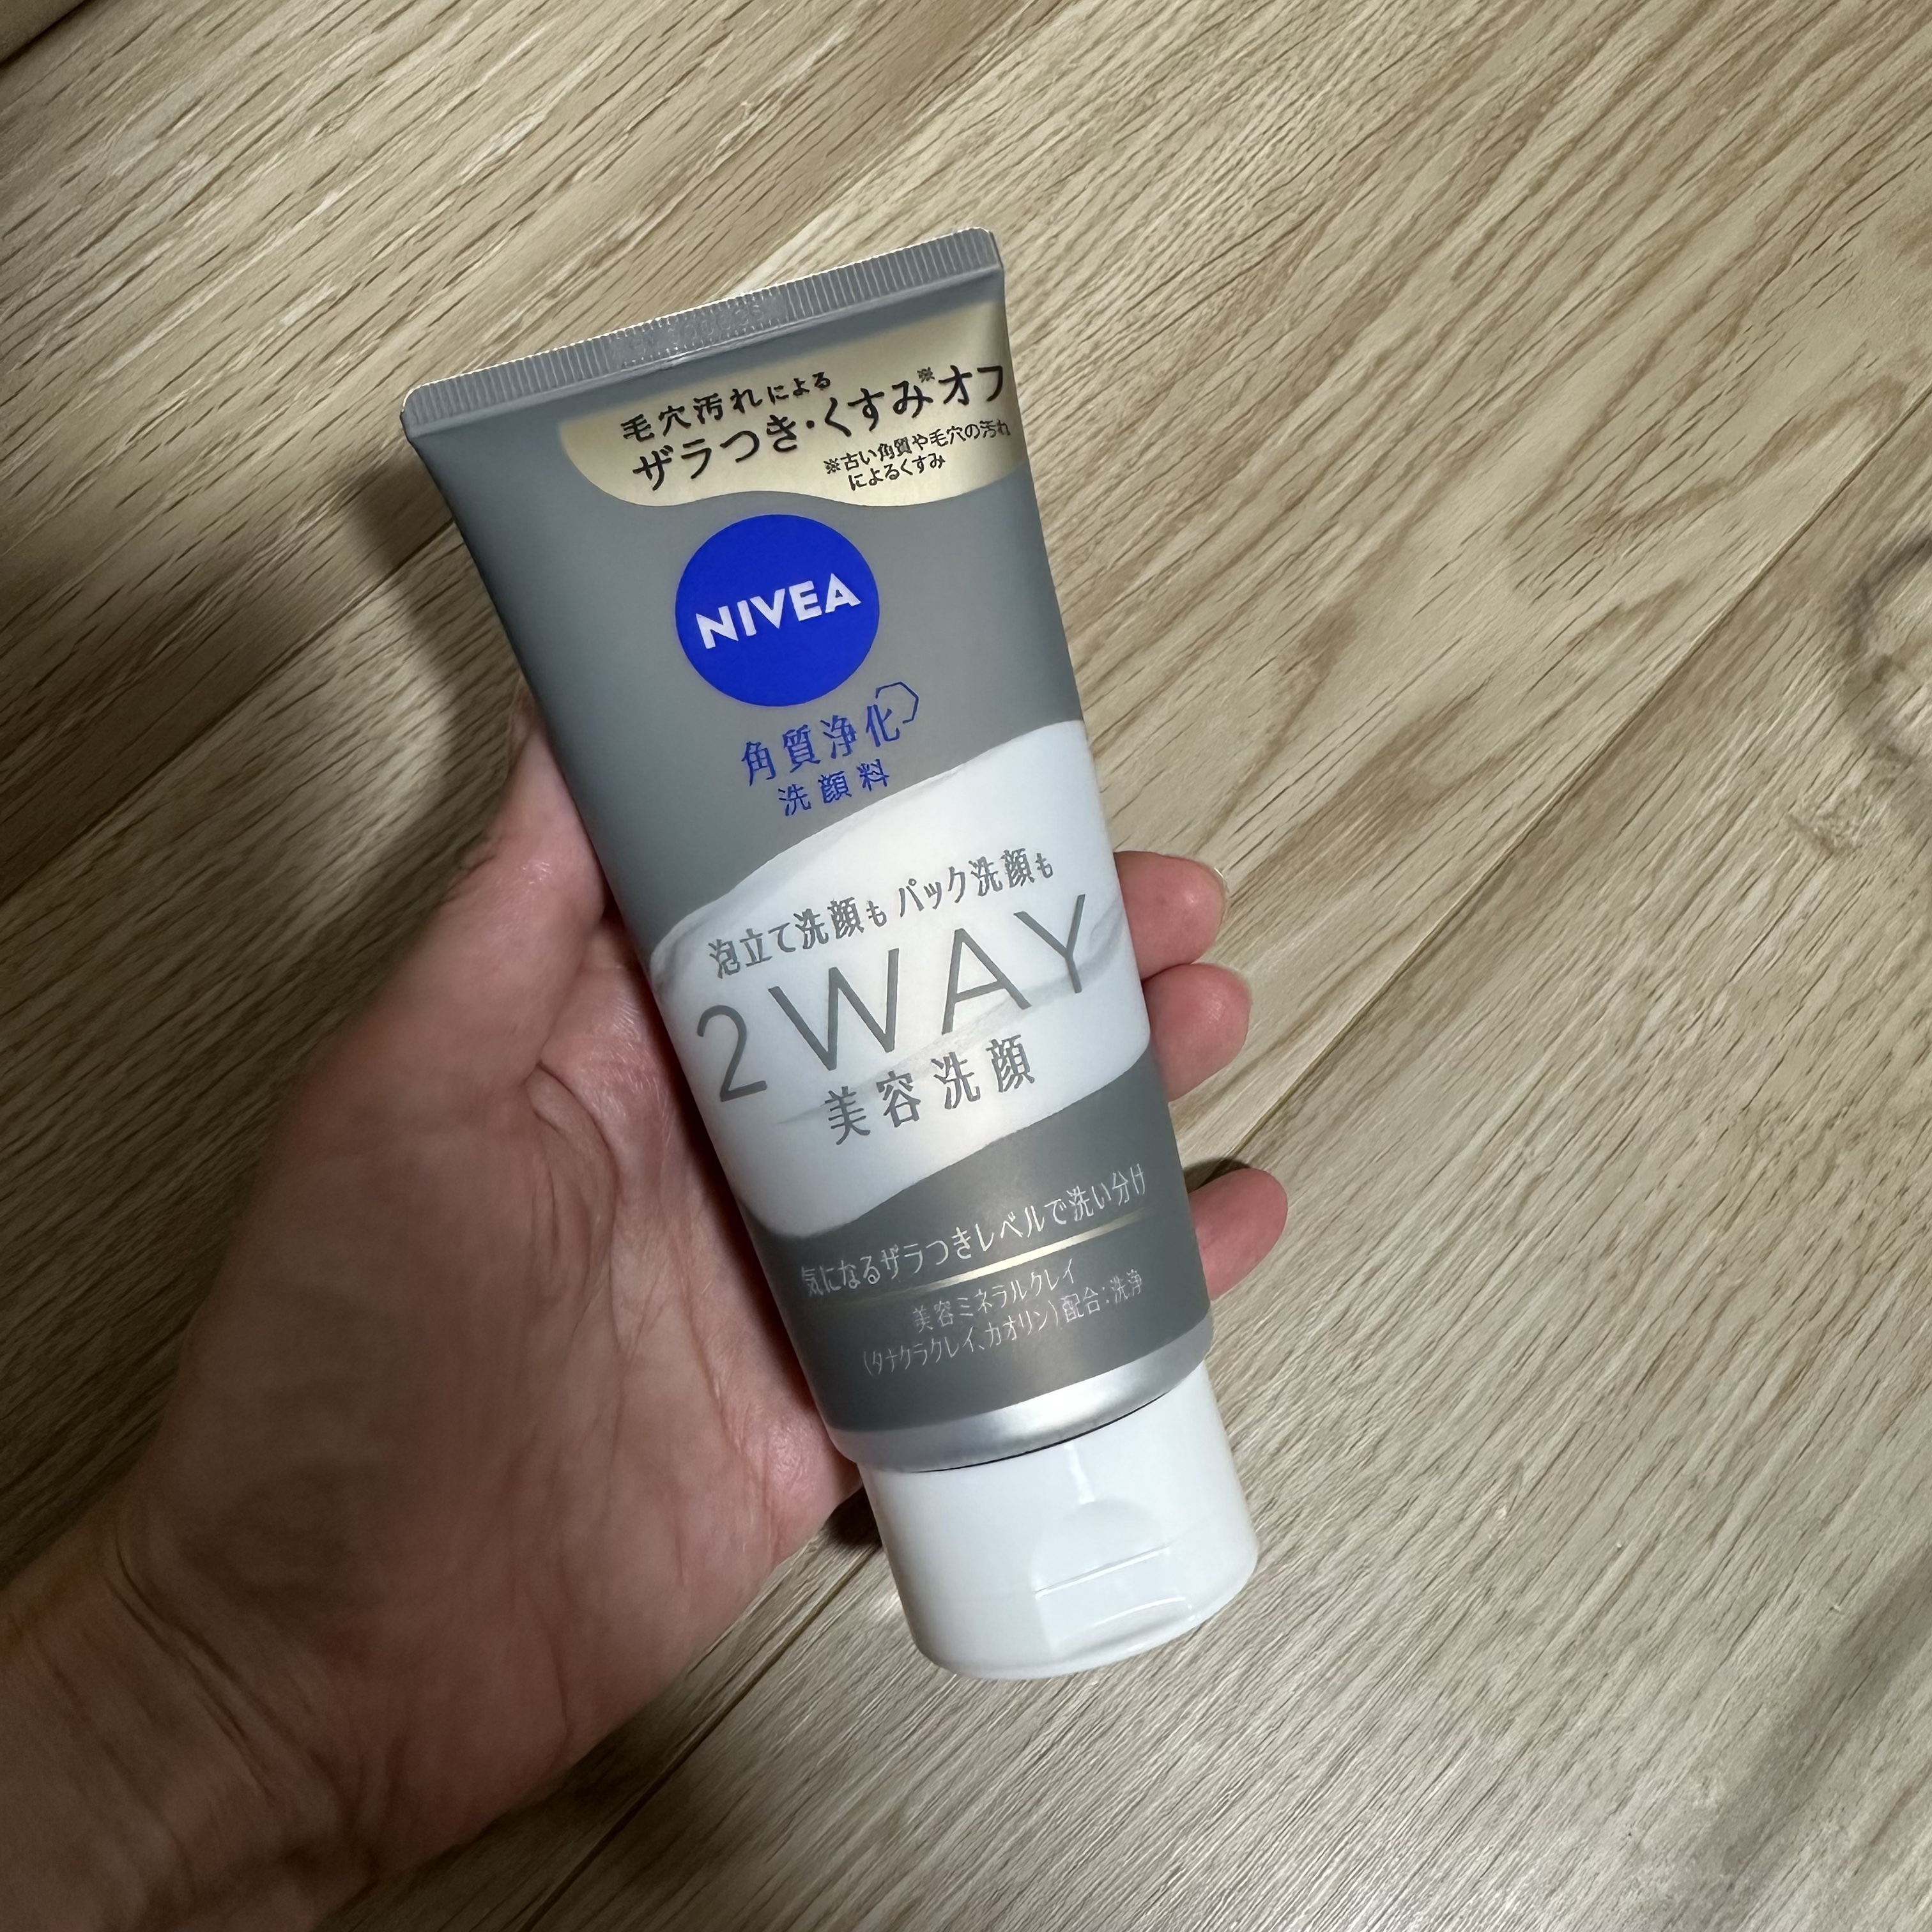 毛穴汚れによる
ザラつき・くすみ※オフ
※古い角質や毛穴の汚れ
によるくすみ
NIVEA
角質浄化
洗顔料
泡立て洗顔も パック洗顔も
2WAY
美容洗顔
気になるザラつきレベルで洗い分け
美容ミネラルクレイ
(タナクラクレイ、カオリン)配合:洗浄